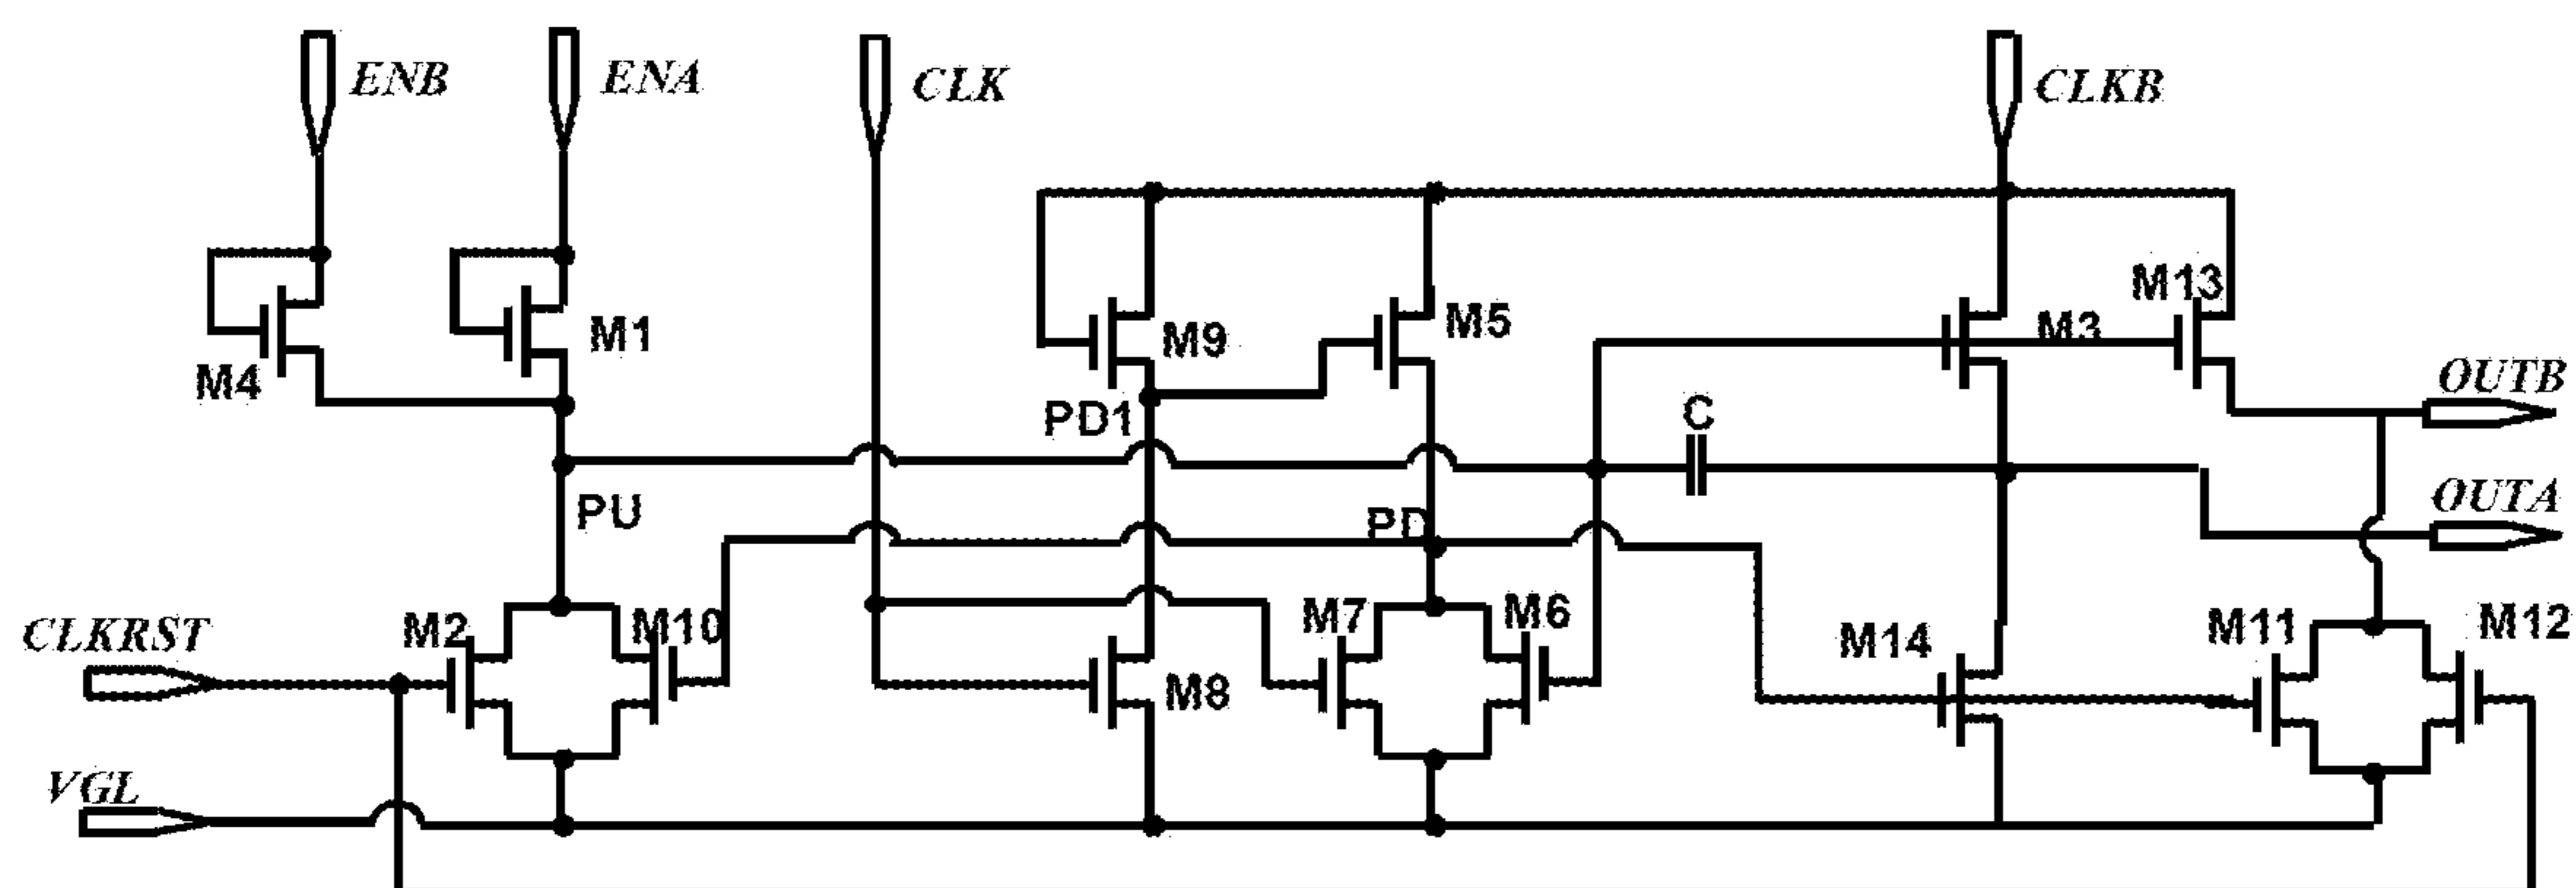 ENB
ENA
CLK
CLKB
M4
M1
M9
M5
M3
M13
OUTB
PD1
C
OUTA
PU
PD
CLKRST
M2
M10
M7
M6
M8
M14
M11
M12
VGL